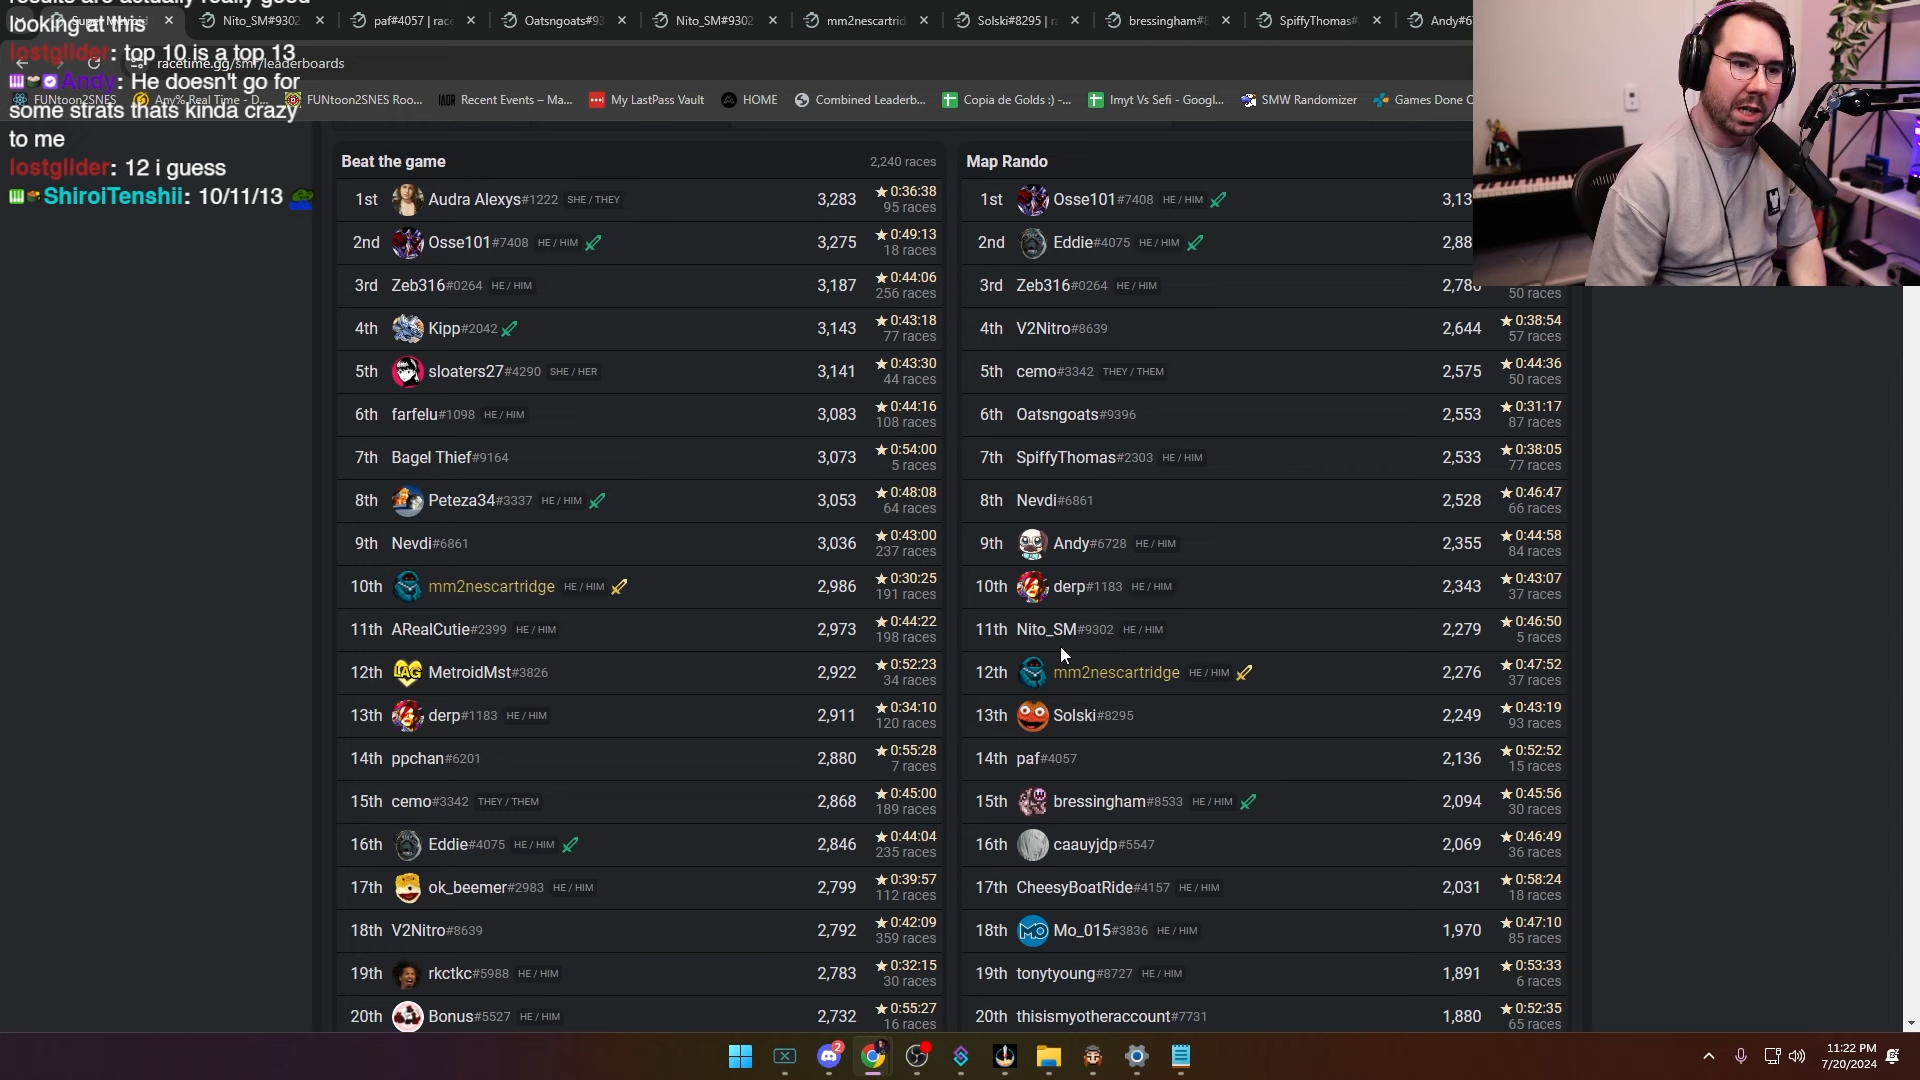 results are actually really good
looking at this
lostglider: top 10 is a top 13
Andy: He doesn't go for
some strats thats kinda crazy
to me
lostglider: 12 i guess
ShiroiTenshii: 10/11/13
Nito_SM#9302
paf#4057 | race
Oatsngoats#93
Nito_SM#9302
mm2nescartrid
Solski#8295 | r
bressingham#8
SpiffyThomas#
Andy#6
racetime.gg/smr/leaderboards
FUNtoon2SNES
Any% Real Time - D...
FUNtoon2SNES Roo...
Recent Events – Ma...
My LastPass Vault
HOME
Combined Leaderb...
Copia de Golds :) -...
Imyt Vs Sefi - Googl...
SMW Randomizer
Games Done C
Beat the game 2,240 races
1st Audra Alexys#1222 SHE / THEY 3,283 0:36:38
95 races
2nd Osse101#7408 HE / HIM 3,275 0:49:13
18 races
3rd Zeb316#0264 HE / HIM 3,187 0:44:06
256 races
4th Kipp#2042 3,143 0:43:18
77 races
5th sloaters27#4290 SHE / HER 3,141 0:43:30
44 races
6th farfelu#1098 HE / HIM 3,083 0:44:16
108 races
7th Bagel Thief#9164 3,073 0:54:00
5 races
8th Peteza34#3337 HE / HIM 3,053 0:48:08
64 races
9th Nevdi#6861 3,036 0:43:00
237 races
10th mm2nescartridge HE / HIM 2,986 0:30:25
191 races
11th ARealCutie#2399 HE / HIM 2,973 0:44:22
198 races
12th LAG MetroidMst#3826 2,922 0:52:23
34 races
13th derp#1183 HE / HIM 2,911 0:34:10
120 races
14th ppchan#6201 2,880 0:55:28
7 races
15th cemo#3342 THEY / THEM 2,868 0:45:00
189 races
16th Eddie#4075 HE / HIM 2,846 0:44:04
235 races
17th ok_beemer#2983 HE / HIM 2,799 0:39:57
112 races
18th V2Nitro#8639 2,792 0:42:09
359 races
19th rkctkc#5988 HE / HIM 2,783 0:32:15
30 races
20th Bonus#5527 HE / HIM 2,732 0:55:27
16 races
Map Rando
1st Osse101#7408 HE / HIM 3,13
2nd Eddie#4075 HE / HIM 2,88
3rd Zeb316#0264 HE / HIM 2,786
50 races
4th V2Nitro#8639 2,644 0:38:54
57 races
5th cemo#3342 THEY / THEM 2,575 0:44:36
50 races
6th Oatsngoats#9396 2,553 0:31:17
87 races
7th SpiffyThomas#2303 HE / HIM 2,533 0:38:05
77 races
8th Nevdi#6861 2,528 0:46:47
66 races
9th Andy#6728 HE / HIM 2,355 0:44:58
84 races
10th derp#1183 HE / HIM 2,343 0:43:07
37 races
11th Nito_SM#9302 HE / HIM 2,279 0:46:50
5 races
12th mm2nescartridge HE / HIM 2,276 0:47:52
37 races
13th Solski#8295 2,249 0:43:19
93 races
14th paf#4057 2,136 0:52:52
15 races
15th bressingham#8533 HE / HIM 2,094 0:45:56
30 races
16th caauyjdp#5547 2,069 0:46:49
36 races
17th CheesyBoatRide#4157 HE / HIM 2,031 0:58:24
18 races
18th MO Mo_015#3836 HE / HIM 1,970 0:47:10
85 races
19th tonytyoung#8727 HE / HIM 1,891 0:53:33
6 races
20th thisismyotheraccount#7731 1,880 0:52:35
65 races
2
11:22 PM
7/20/2024